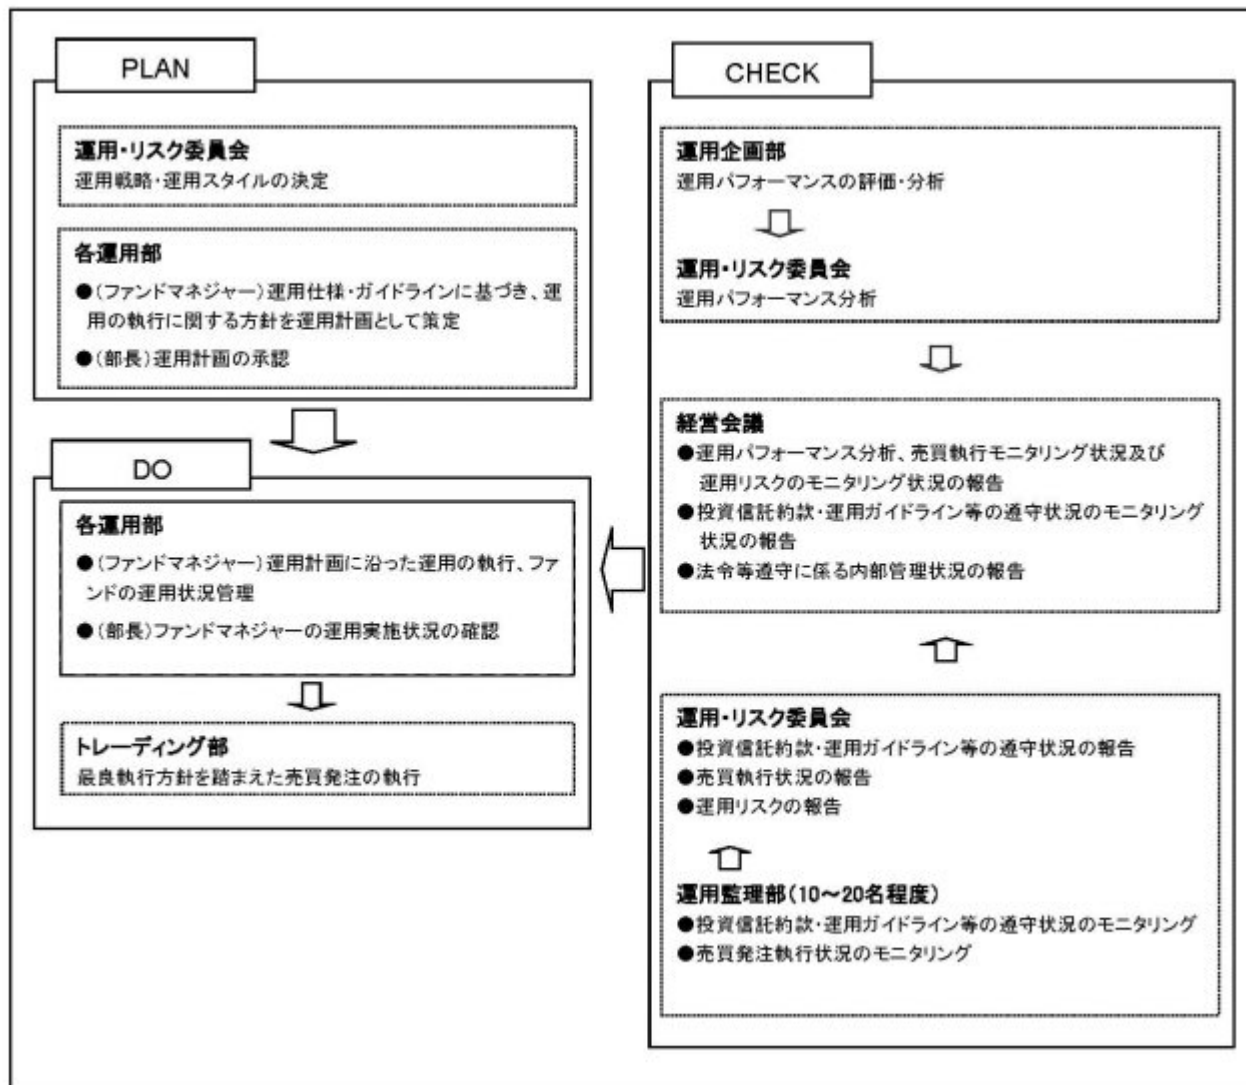 PLAN
運用・リスク委員会
運用戦略・運用スタイルの決定
各運用部
●(ファンドマネジャー)運用仕様・ガイドラインに基づき、運
用の執行に関する方針を運用計画として策定
●(部長)運用計画の承認
DO
各運用部
●(ファンドマネジャー)運用計画に沿った運用の執行、ファ
ンドの運用状況管理
●(部長)ファンドマネジャーの運用実施状況の確認
トレーディング部
最良執行方針を踏まえた売買発注の執行
CHECK
運用企画部
運用パフォーマンスの評価・分析
運用・リスク委員会
運用パフォーマンス分析
経営会議
●運用パフォーマンス分析、売買執行モニタリング状況及び
運用リスクのモニタリング状況の報告
●投資信託約款・運用ガイドライン等の遵守状況のモニタリング
状況の報告
●法令等遵守に係る内部管理状況の報告
運用・リスク委員会
●投資信託約款・運用ガイドライン等の遵守状況の報告
●売買執行状況の報告
●運用リスクの報告
運用監理部(10～20名程度)
●投資信託約款・運用ガイドライン等の遵守状況のモニタリング
●売買発注執行状況のモニタリング